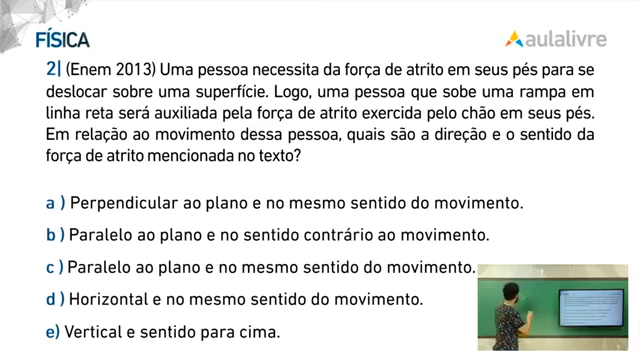 FÍSICA
aulalivre
2| (Enem 2013) Uma pessoa necessita da força de atrito em seus pés para se
deslocar sobre uma superfície. Logo, uma pessoa que sobe uma rampa em
linha reta será auxiliada pela força de atrito exercida pelo chão em seus pés.
Em relação ao movimento dessa pessoa, quais são a direção e o sentido da
força de atrito mencionada no texto?
a ) Perpendicular ao plano e no mesmo sentido do movimento.
b ) Paralelo ao plano e no sentido contrário ao movimento.
c ) Paralelo ao plano e no mesmo sentido do movimento.
d ) Horizontal e no mesmo sentido do movimento.
e) Vertical e sentido para cima.